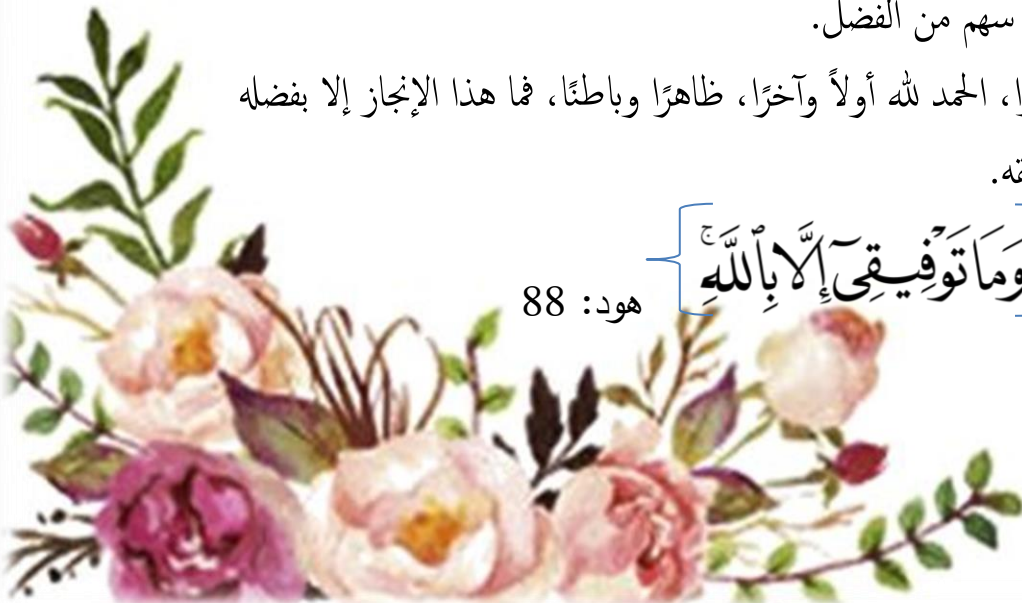 سهم من الفضل.
الحمد لله أولاً وآخرًا، ظاهرًا وباطنًا، فما هذا الإنجاز إلا بفضله
وَمَا تَوْفِيقِىٓ إِلَّا بِٱللَّهِۚ
هود: 88